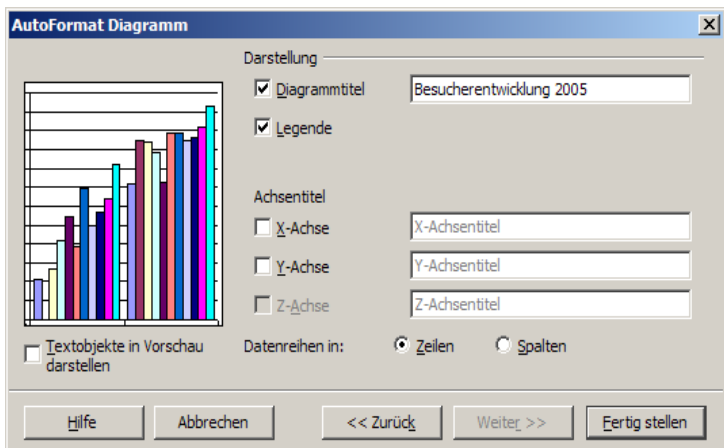 AutoFormat Diagramm
Darstellung
Diagrammtitel Besucherentwicklung 2005
Legende
Achsentitel
X-Achse X-Achsentitel
Y-Achse Y-Achsentitel
Z-Achse Z-Achsentitel
Textobjekte in Vorschau
darstellen
Datenreihen in: Zeilen Spalten
Hilfe Abbrechen << Zurück Weiter >> Fertig stellen